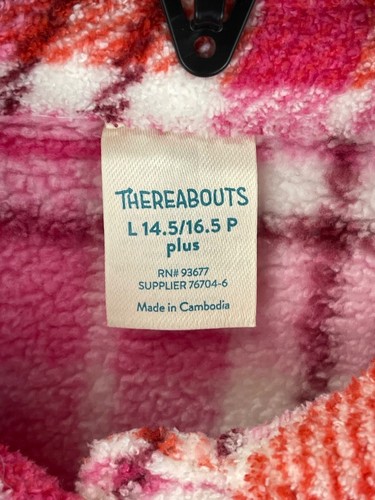 THEREABOUTS
L 14.5/16.5 P
plus
RN# 93677
SUPPLIER 76704-6
Made in Cambodia